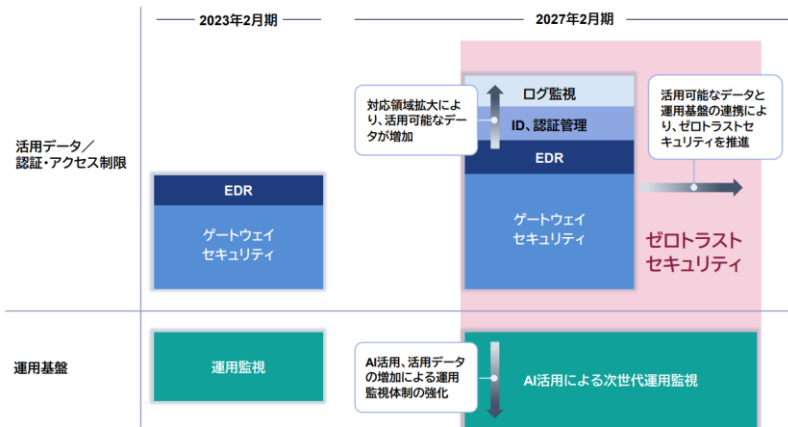 2023年2月期
2027年2月期
活用データ／
認証・アクセス制限
EDR
ゲートウェイ
セキュリティ
対応領域拡大によ
り、活用可能なデー
タが増加
ログ監視
ID、認証管理
EDR
ゲートウェイ
セキュリティ
活用可能なデータと
運用基盤の連携によ
り、ゼロトラストセ
キュリティを推進
ゼロトラスト
セキュリティ
運用基盤
運用監視
AI活用、活用データ
の増加による運用
監視体制の強化
AI活用による次世代運用監視